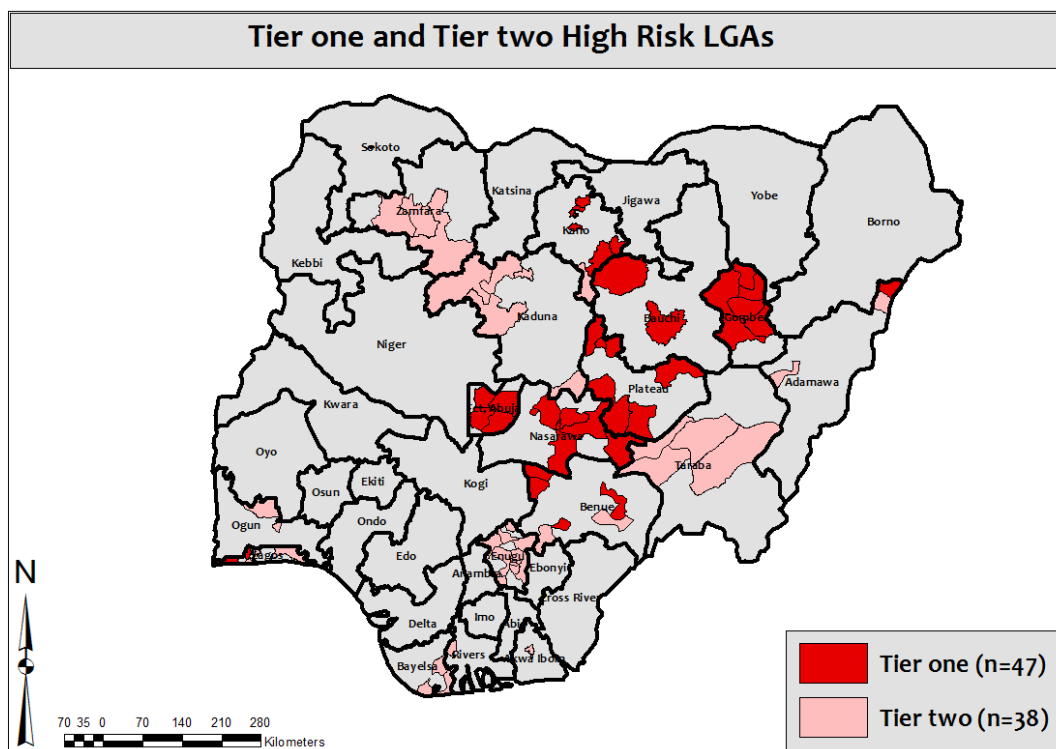 Tier one and Tier two High Risk LGAs
Sokoto
Katsina
Zamfara
Jigawa
Yobe
Kano
Borno
Kebbi
Kaduna
Bauchi
Gombe
Niger
Adamawa
Plateau
Kwara
Fct, Abuja
Nasarawa
Oyo
Taraba
Kogi
Osun
Ekiti
Benue
Ogun
Ondo
Lagos
Edo
Enugu
Ebonyi
Anambra
Cross River
Imo
Abia
Delta
Rivers
Akwa Ibom
Bayelsa
N
Tier one (n=47)
Tier two (n=38)
70 35 0 70 140 210 280
Kilometers